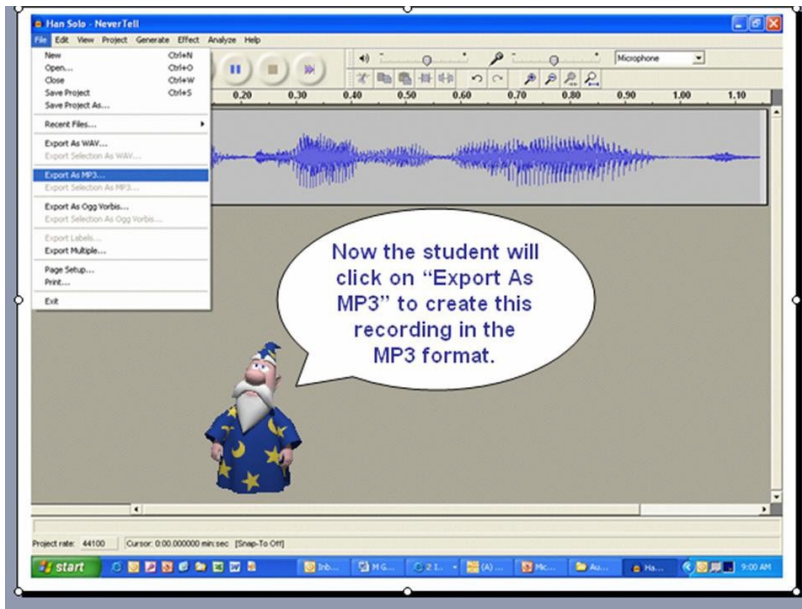 Han Solo - NeverTell
File Edit View Project Generate Effect Analyze Help
New Ctrl+N
Open... Ctrl+O
Close Ctrl+W
Save Project Ctrl+S
Save Project As...
Recent Files...
Export As WAV...
Export Selection As WAV...
Export As MP3...
Export Selection As MP3...
Export As Ogg Vorbis...
Export Selection As Ogg Vorbis...
Export Labels...
Export Multiple...
Page Setup...
Print...
Exit
Microphone
0.20 0.30 0.40 0.50 0.60 0.70 0.80 0.90 1.00 1.10
Now the student will
click on “Export As
MP3” to create this
recording in the
MP3 format.
Project rate: 44100 Cursor: 0:00.000000 min:sec [Snap-To Off]
start Inb... M G... 2 I... (A) ... Mic... Au... Ha... 9:00 AM